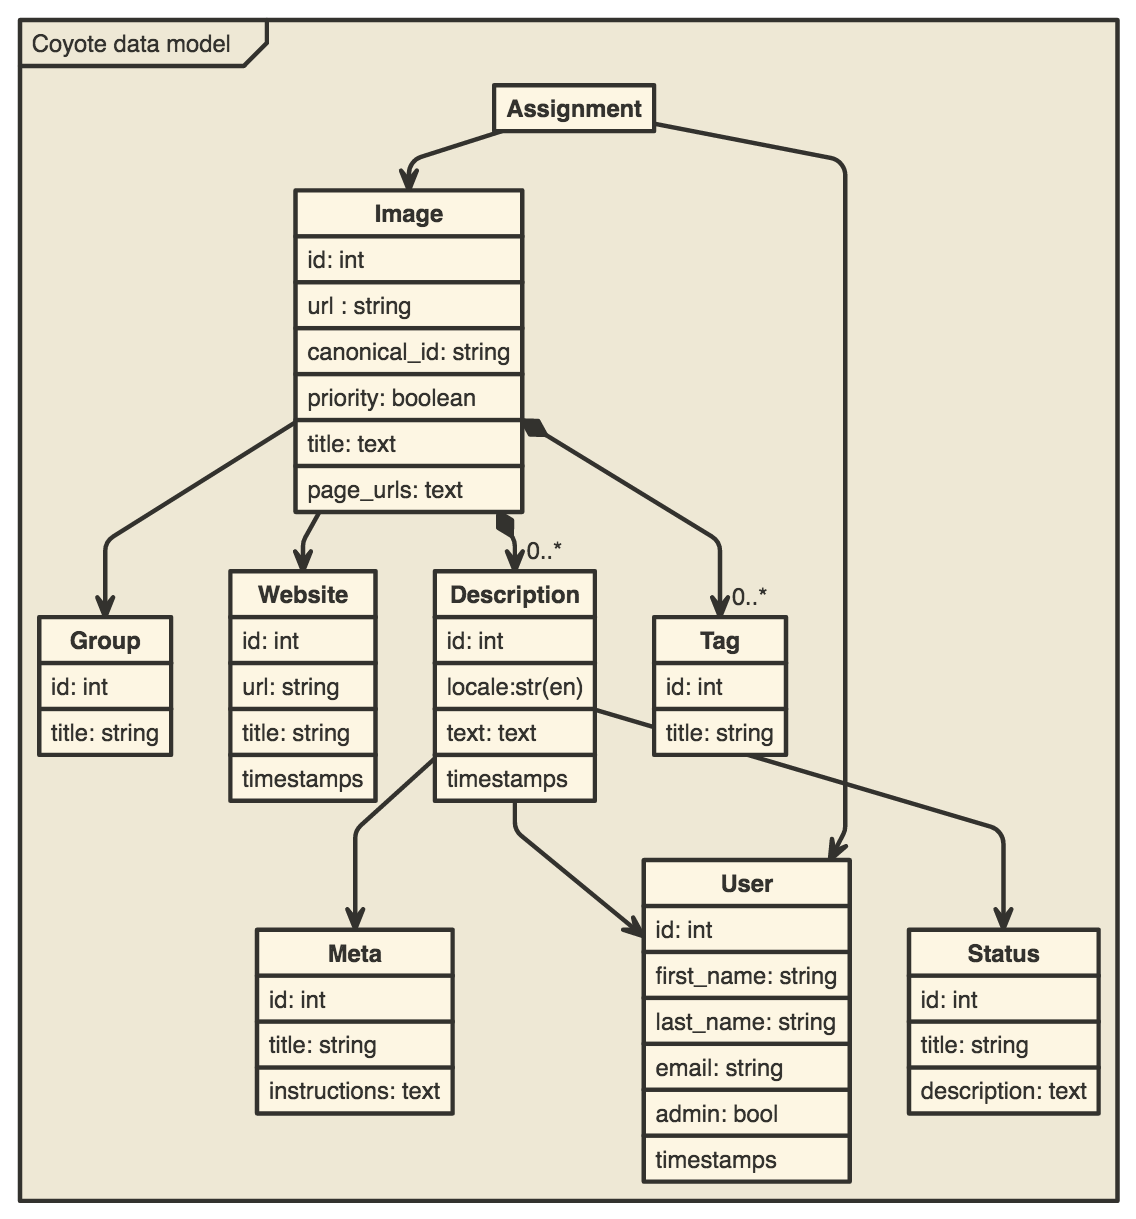 Coyote data model
Assignment
Image
id: int
url : string
canonical_id: string
priority: boolean
title: text
page_urls: text
0..*
0..*
Group
id: int
title: string
Website
id: int
url: string
title: string
timestamps
Description
id: int
locale:str(en)
text: text
timestamps
Tag
id: int
title: string
Meta
id: int
title: string
instructions: text
User
id: int
first_name: string
last_name: string
email: string
admin: bool
timestamps
Status
id: int
title: string
description: text